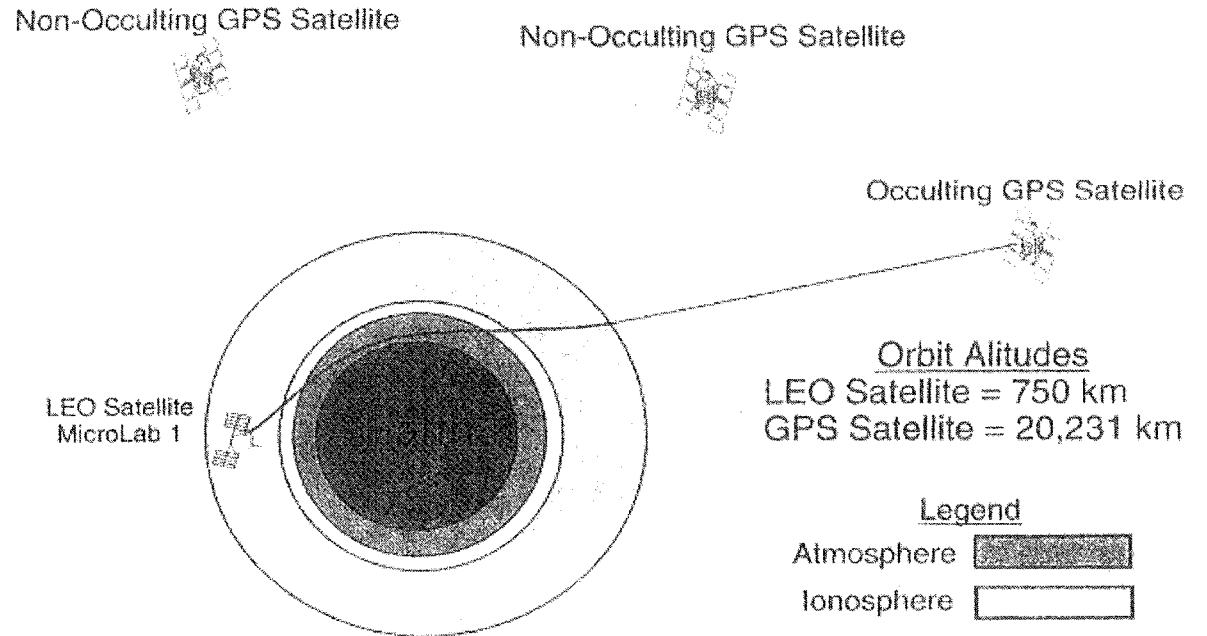 Non-Occulting GPS Satellite
Non-Occulting GPS Satellite
Occulting GPS Satellite
LEO Satellite
MicroLab 1
Orbit Alitudes
LEO Satellite = 750 km
GPS Satellite = 20,231 km
Legend
Atmosphere
Ionosphere